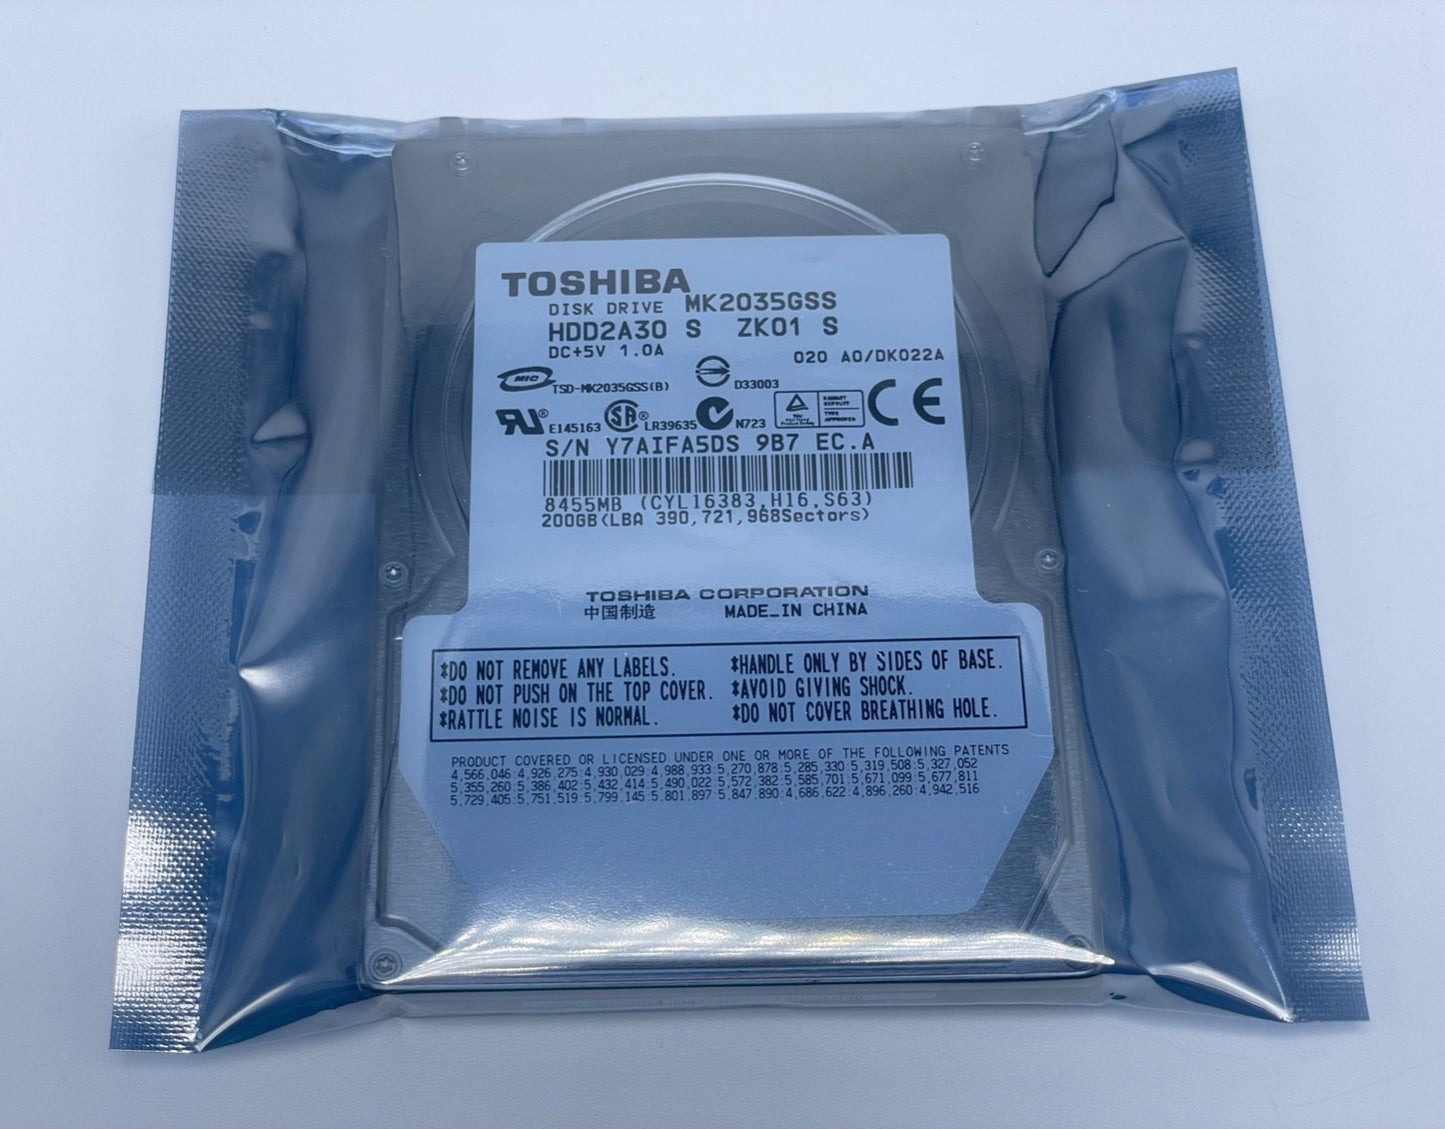 TOSHIBA
DISK DRIVE MK2035GSS
HDD2A30 S ZK01 S
DC+5V 1.0A 020 A0/DK022A
MIC TSD-MK2035GSS(B) D33003
E145163 SA® LR39635 N723 CE
S/N Y7AIFA5DS 9B7 EC.A
8455MB (CYL16383,H16,S63)
200GB(LBA 390,721,968Sectors)
TOSHIBA CORPORATION
中国制造 MADE_IN CHINA
*DO NOT REMOVE ANY LABELS. *HANDLE ONLY BY SIDES OF BASE.
*DO NOT PUSH ON THE TOP COVER. *AVOID GIVING SHOCK.
*RATTLE NOISE IS NORMAL. *DO NOT COVER BREATHING HOLE.
PRODUCT COVERED OR LICENSED UNDER ONE OR MORE OF THE FOLLOWING PATENTS
4,566,046:4,926,275:4,930,029:4,988,933:5,270,878:5,285,330:5,319,508:5,327,052
5,355,260:5,386,402:5,432,414:5,490,022:5,572,382:5,585,701:5,671,099:5,677,811
5,729,405:5,751,519:5,799,145:5,801,897:5,847,890:4,686,622:4,896,260:4,942,516